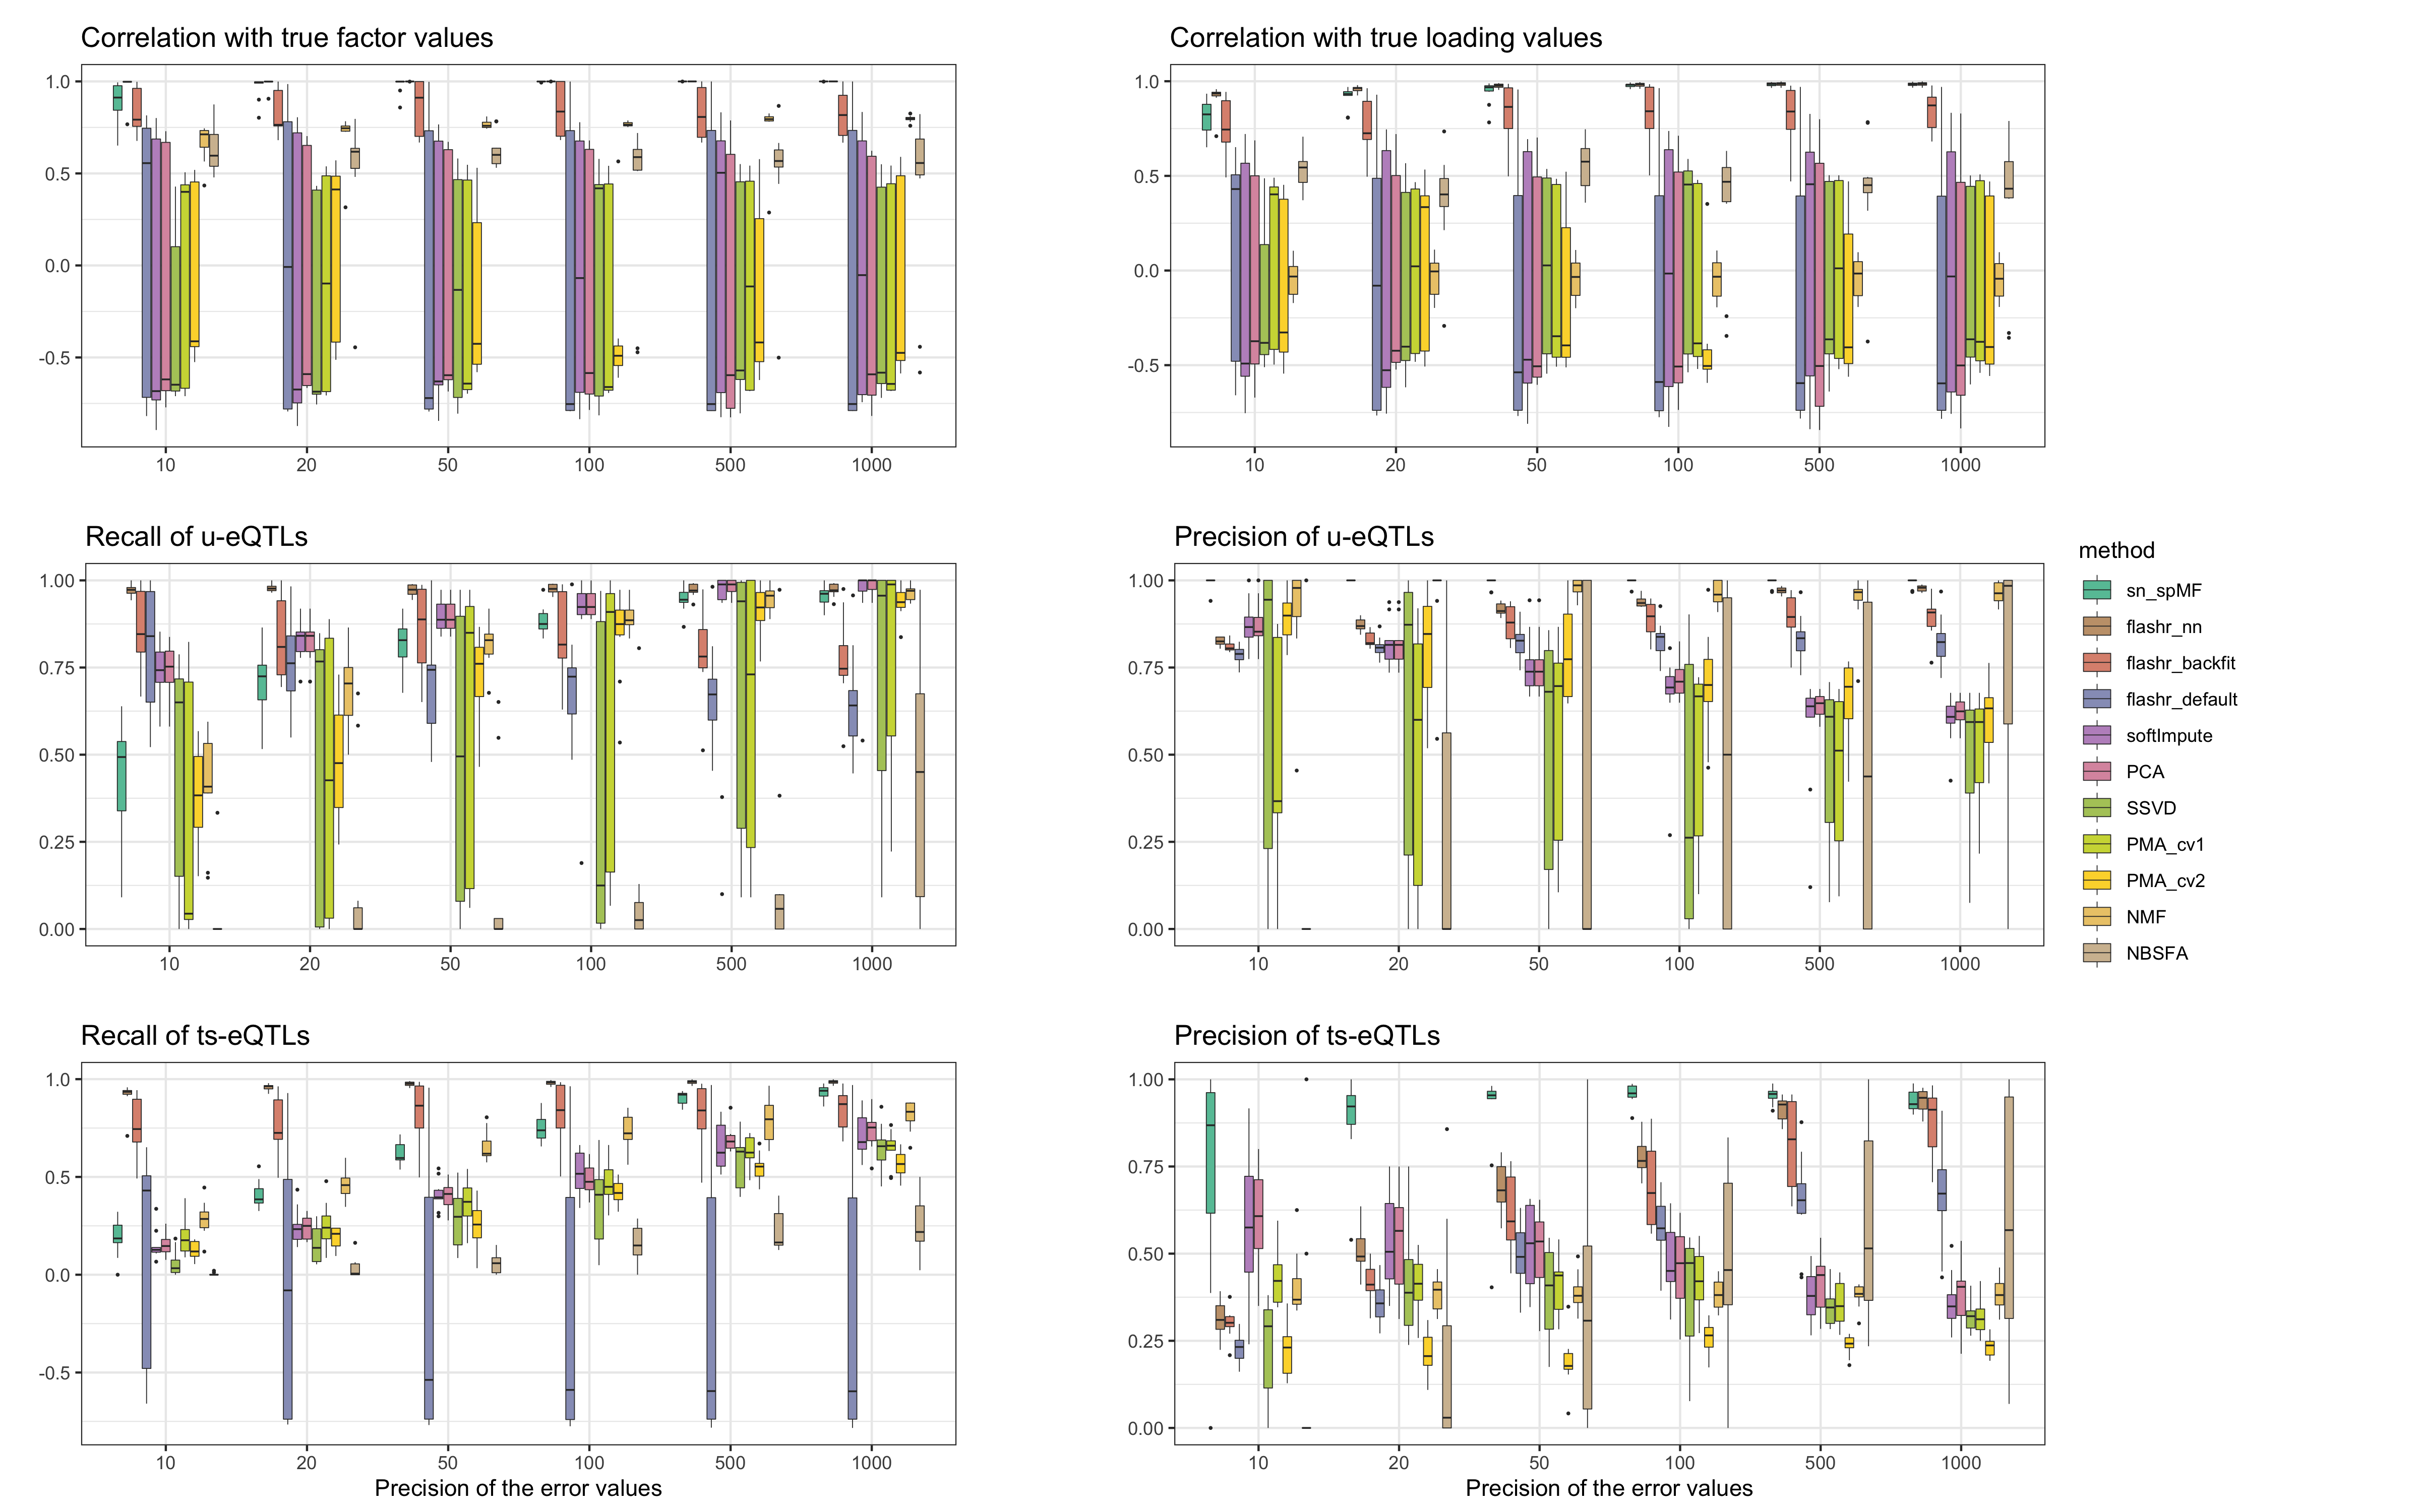 Correlation with true factor values
1.0
0.5
0.0
-0.5
10 20 50 100 500 1000
Correlation with true loading values
1.0
0.5
0.0
-0.5
10 20 50 100 500 1000
Recall of u-eQTLs
1.00
0.75
0.50
0.25
0.00
10 20 50 100 500 1000
Precision of u-eQTLs
1.00
0.75
0.50
0.25
0.00
10 20 50 100 500 1000
method
sn_spMF
flashr_nn
flashr_backfit
flashr_default
softImpute
PCA
SSVD
PMA_cv1
PMA_cv2
NMF
NBSFA
Recall of ts-eQTLs
1.0
0.5
0.0
-0.5
10 20 50 100 500 1000
Precision of the error values
Precision of ts-eQTLs
1.00
0.75
0.50
0.25
0.00
10 20 50 100 500 1000
Precision of the error values